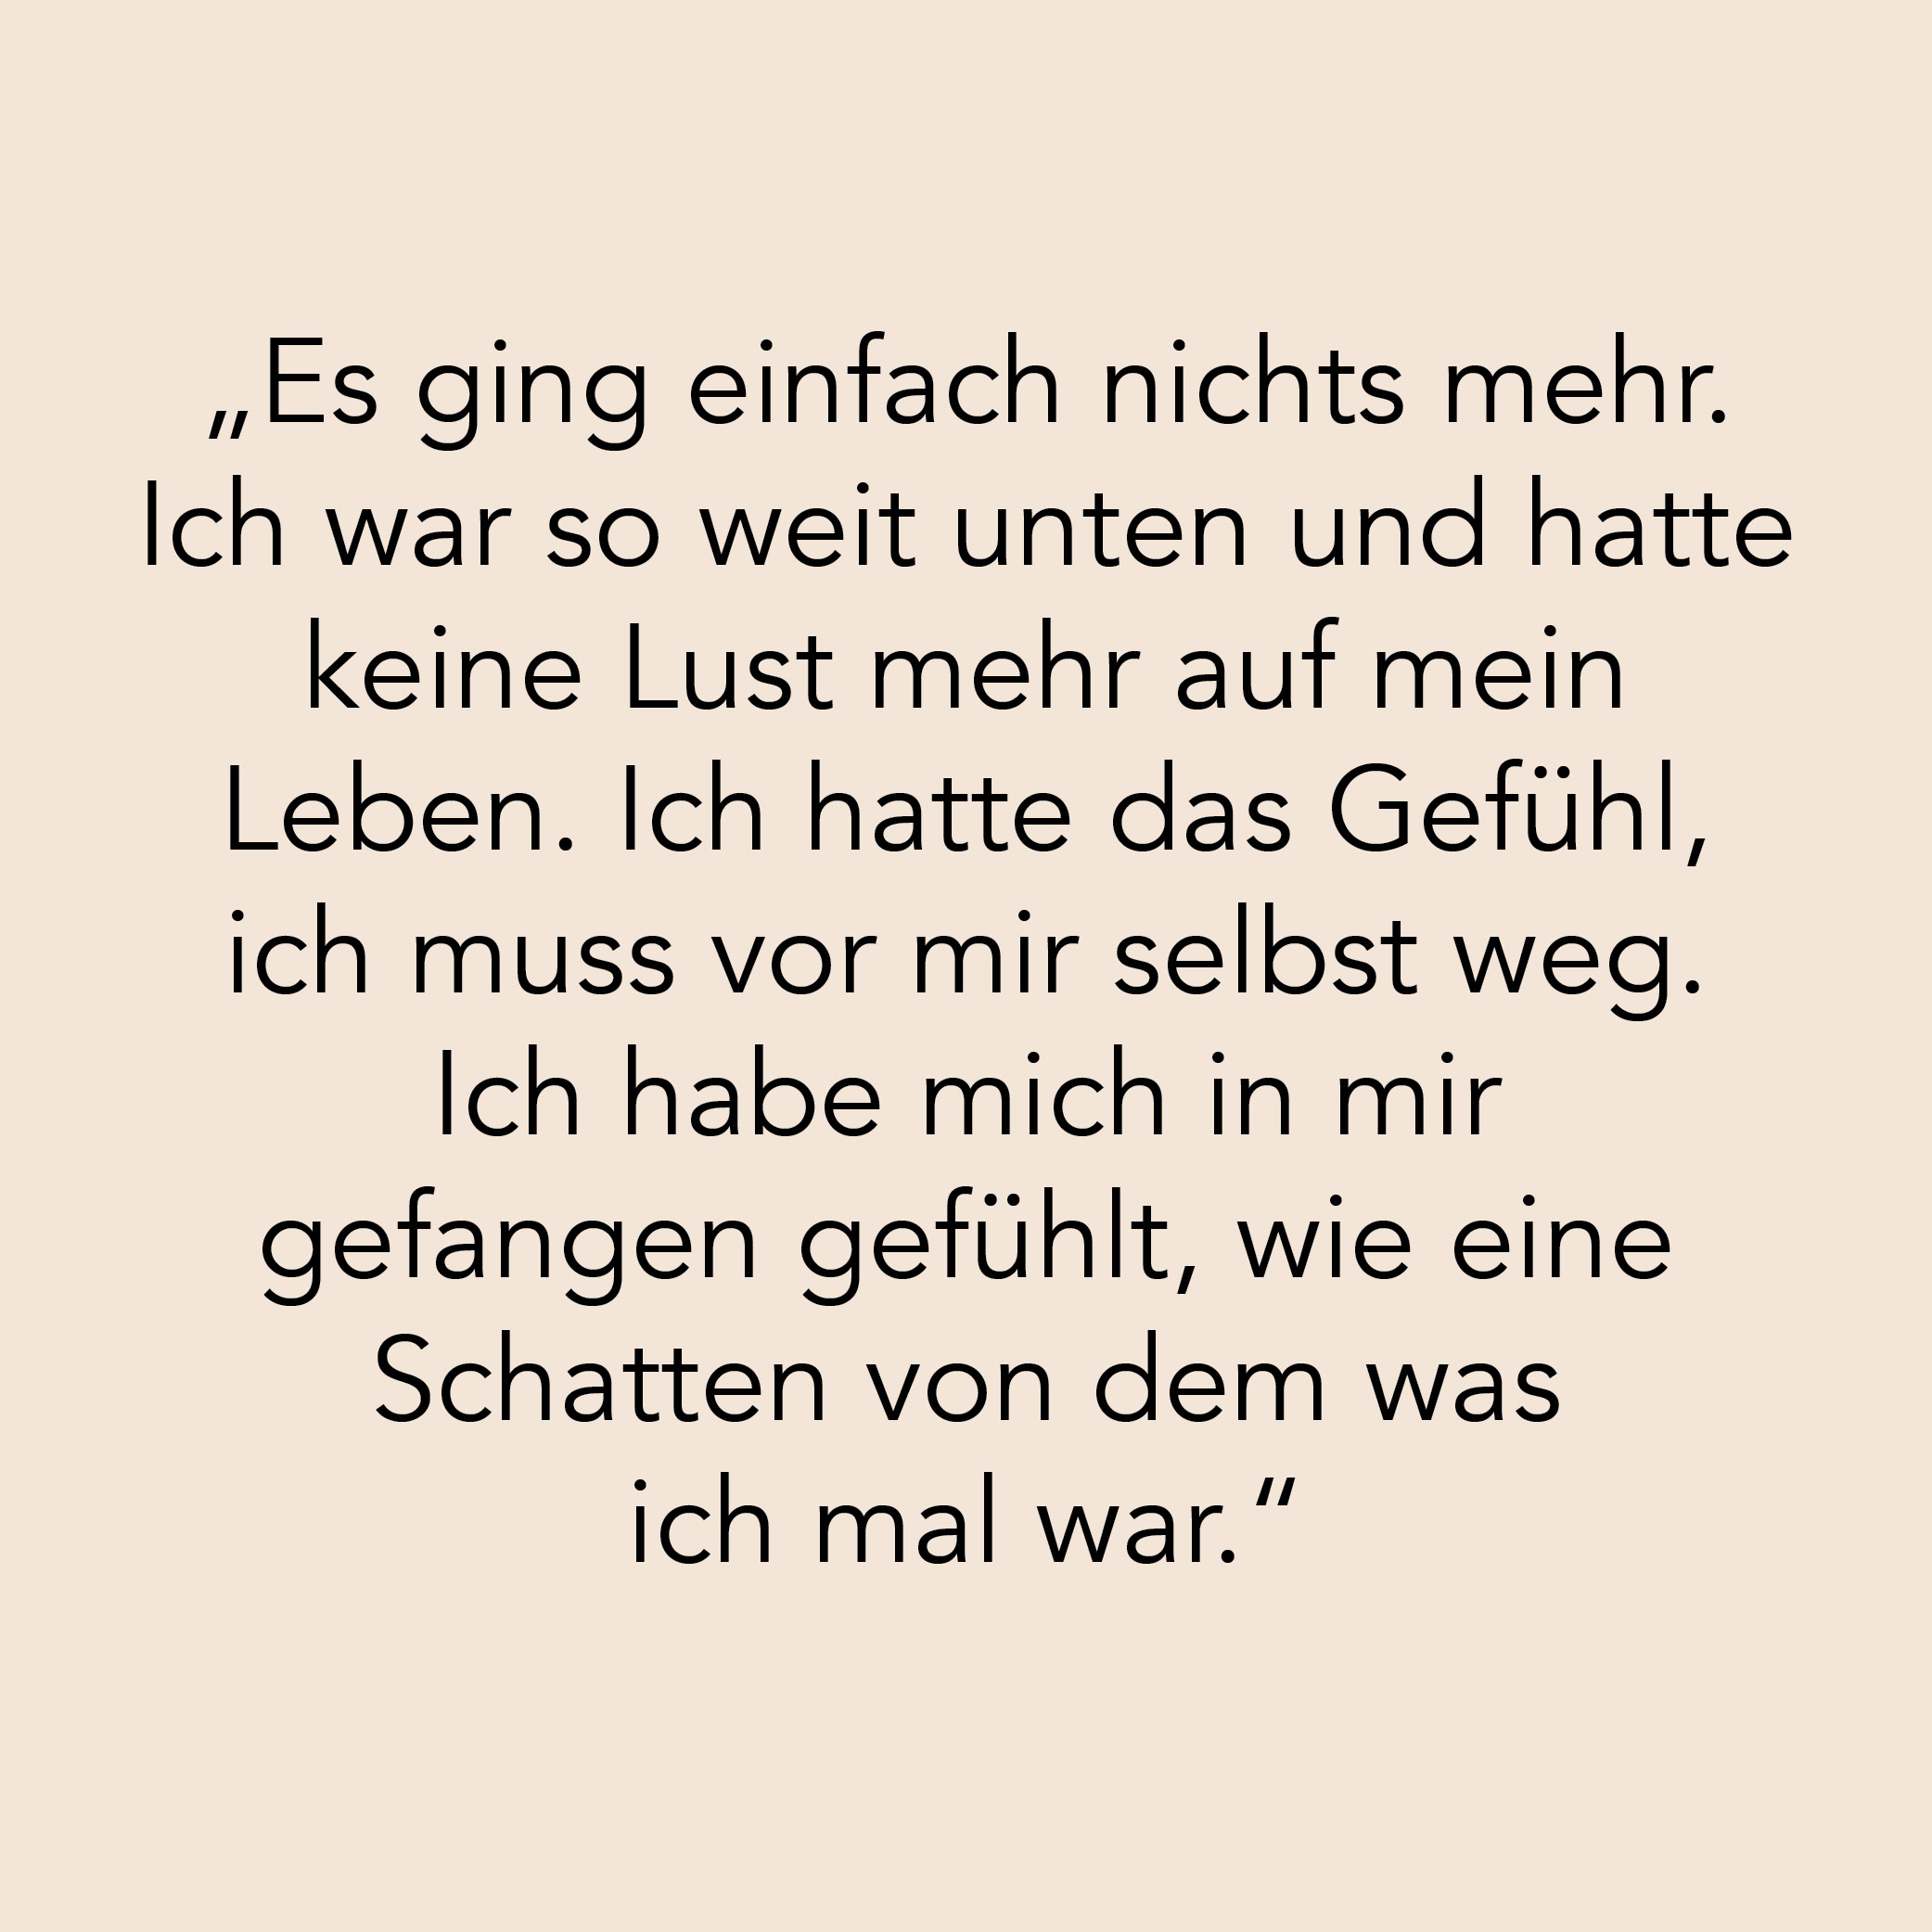 „Es ging einfach nichts mehr.
Ich war so weit unten und hatte
keine Lust mehr auf mein
Leben. Ich hatte das Gefühl,
ich muss vor mir selbst weg.
Ich habe mich in mir
gefangen gefühlt, wie eine
Schatten von dem was
ich mal war.“